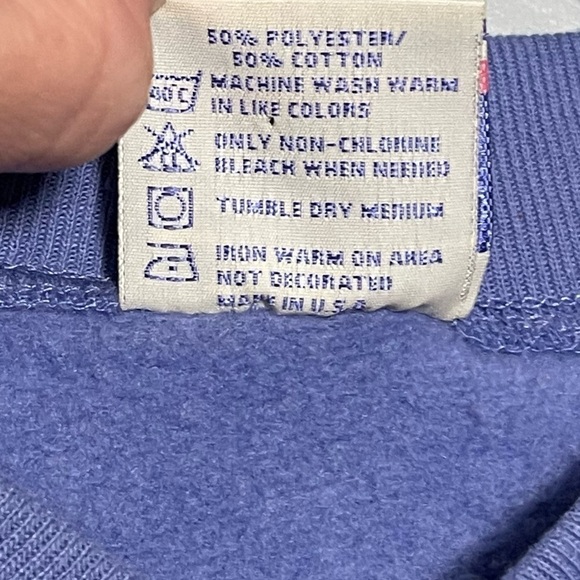 50% POLYESTER/
50% COTTON
MACHINE WASH WARM
IN LIKE COLORS
ONLY NON-CHLORINE
BLEACH WHEN NEEDED
TUMBLE DRY MEDIUM
IRON WARM ON AREA
NOT DECORATED
MADE IN U.S.A